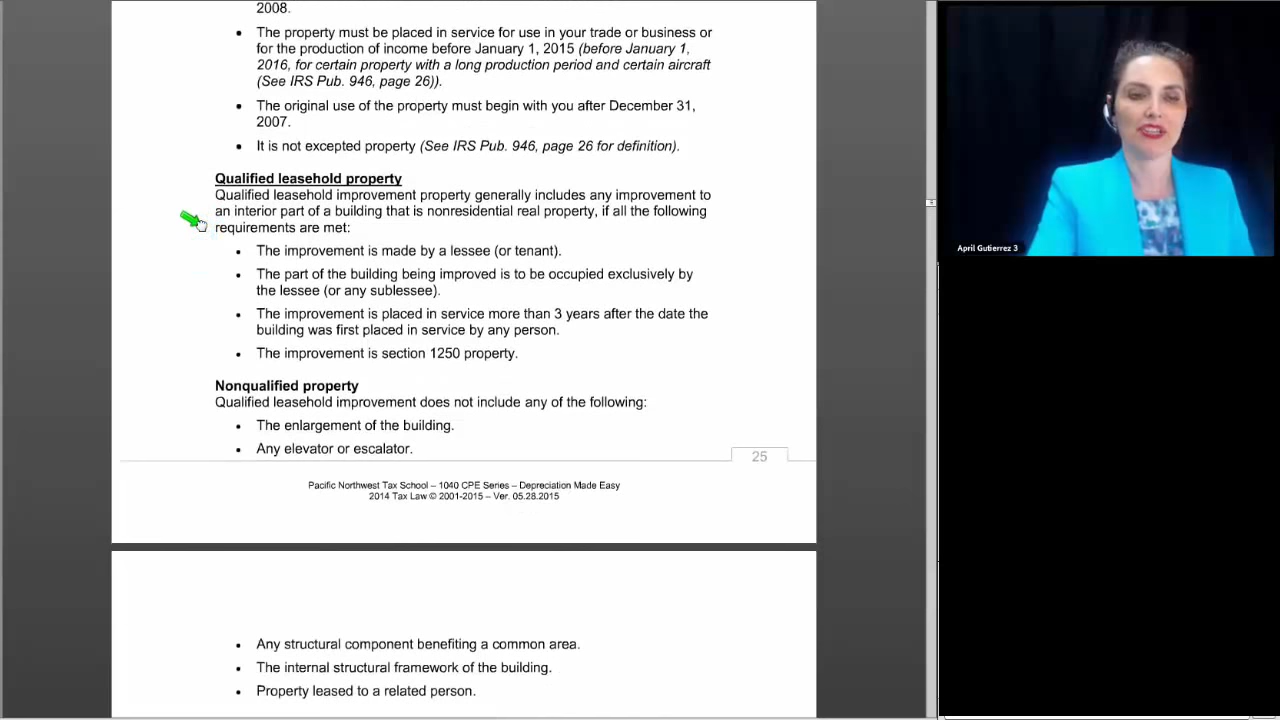 2008.
• The property must be placed in service for use in your trade or business or
for the production of income before January 1, 2015 (before January 1,
2016, for certain property with a long production period and certain aircraft
(See IRS Pub. 946, page 26)).
• The original use of the property must begin with you after December 31,
2007.
• It is not excepted property (See IRS Pub. 946, page 26 for definition).
Qualified leasehold property
Qualified leasehold improvement property generally includes any improvement to
an interior part of a building that is nonresidential real property, if all the following
requirements are met:
• The improvement is made by a lessee (or tenant).
• The part of the building being improved is to be occupied exclusively by
the lessee (or any sublessee).
• The improvement is placed in service more than 3 years after the date the
building was first placed in service by any person.
• The improvement is section 1250 property.
Nonqualified property
Qualified leasehold improvement does not include any of the following:
• The enlargement of the building.
• Any elevator or escalator.
25
Pacific Northwest Tax School – 1040 CPE Series – Depreciation Made Easy
2014 Tax Law © 2001-2015 – Ver. 05.28.2015
• Any structural component benefiting a common area.
• The internal structural framework of the building.
• Property leased to a related person.
April Gutierrez 3